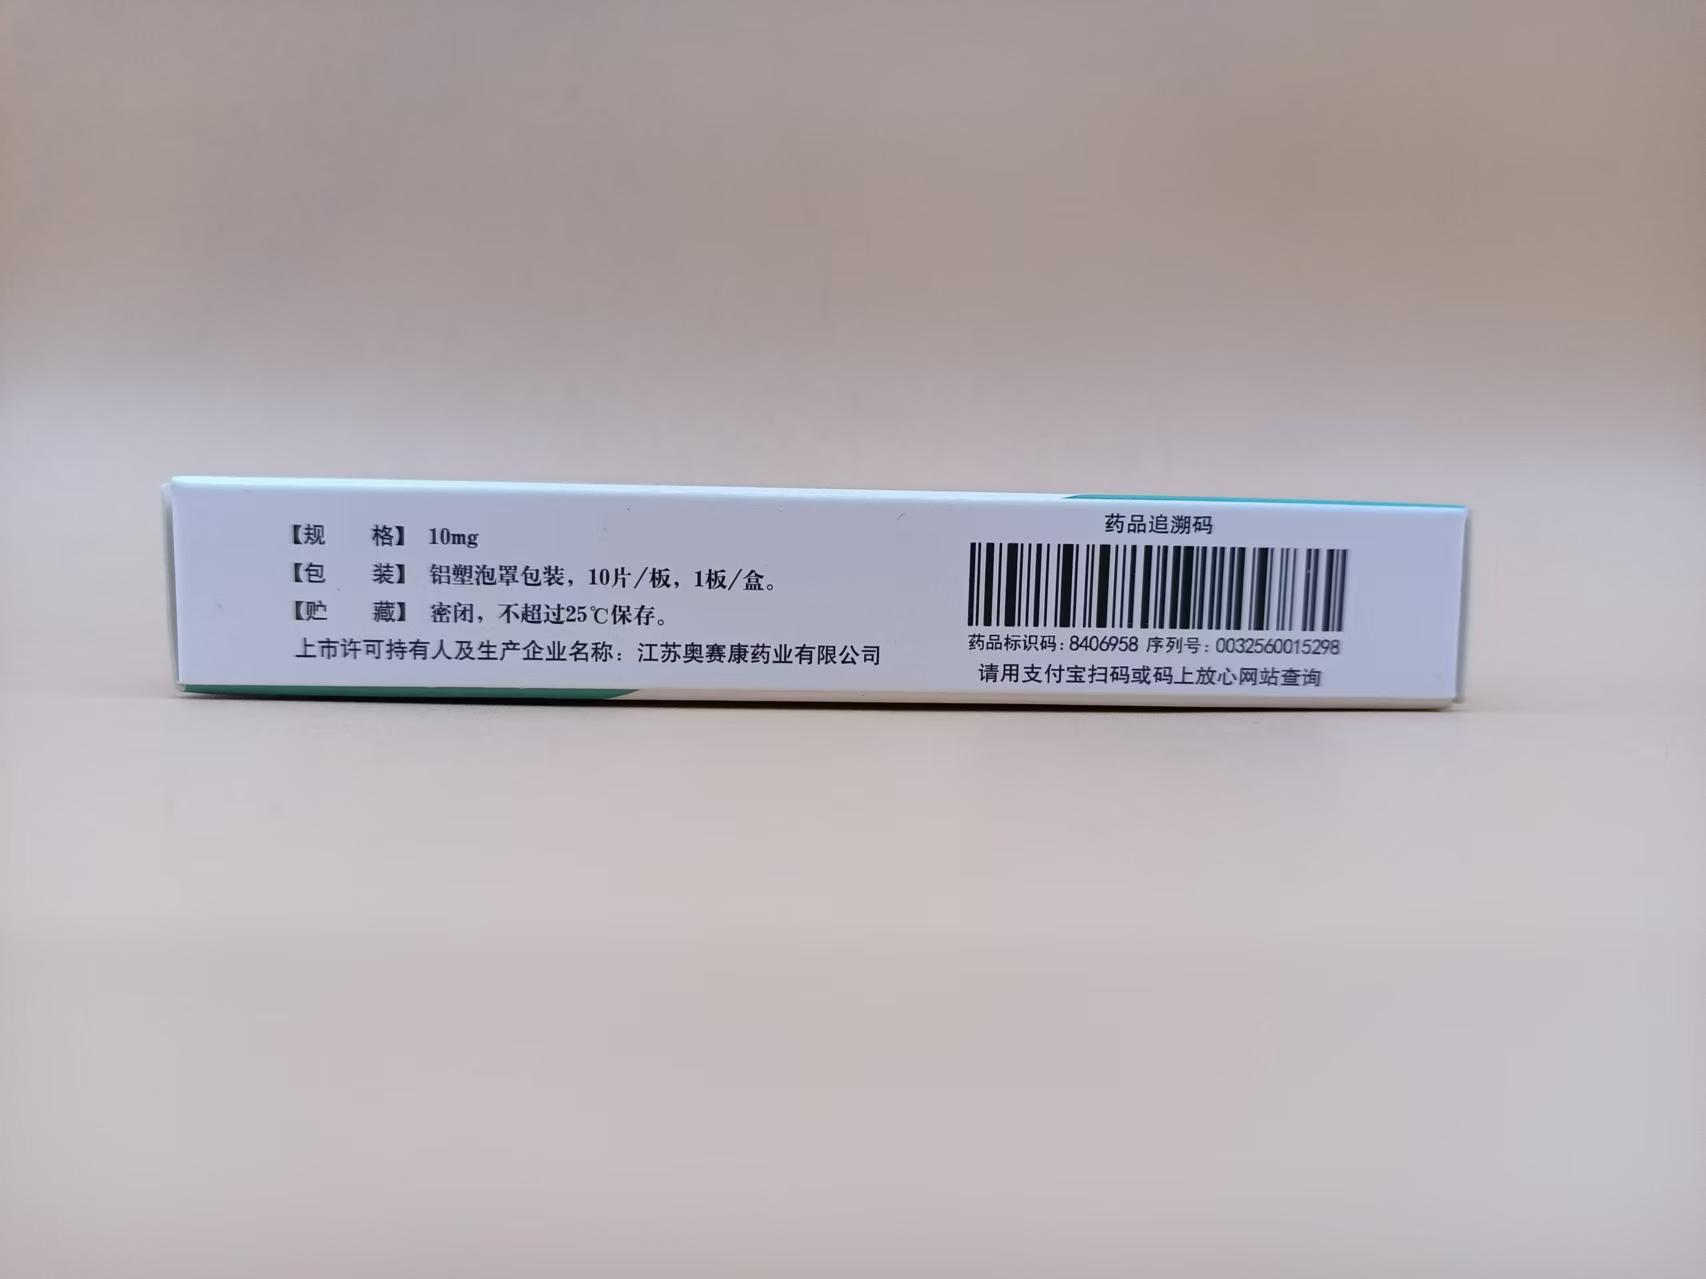 【规　　格】 10mg
【包　　装】 铝塑泡罩包装，10片/板，1板/盒。
【贮　　藏】 密闭，不超过25℃保存。
上市许可持有人及生产企业名称：江苏奥赛康药业有限公司
药品追溯码
药品标识码：8406958 序列号：0032560015298
请用支付宝扫码或码上放心网站查询